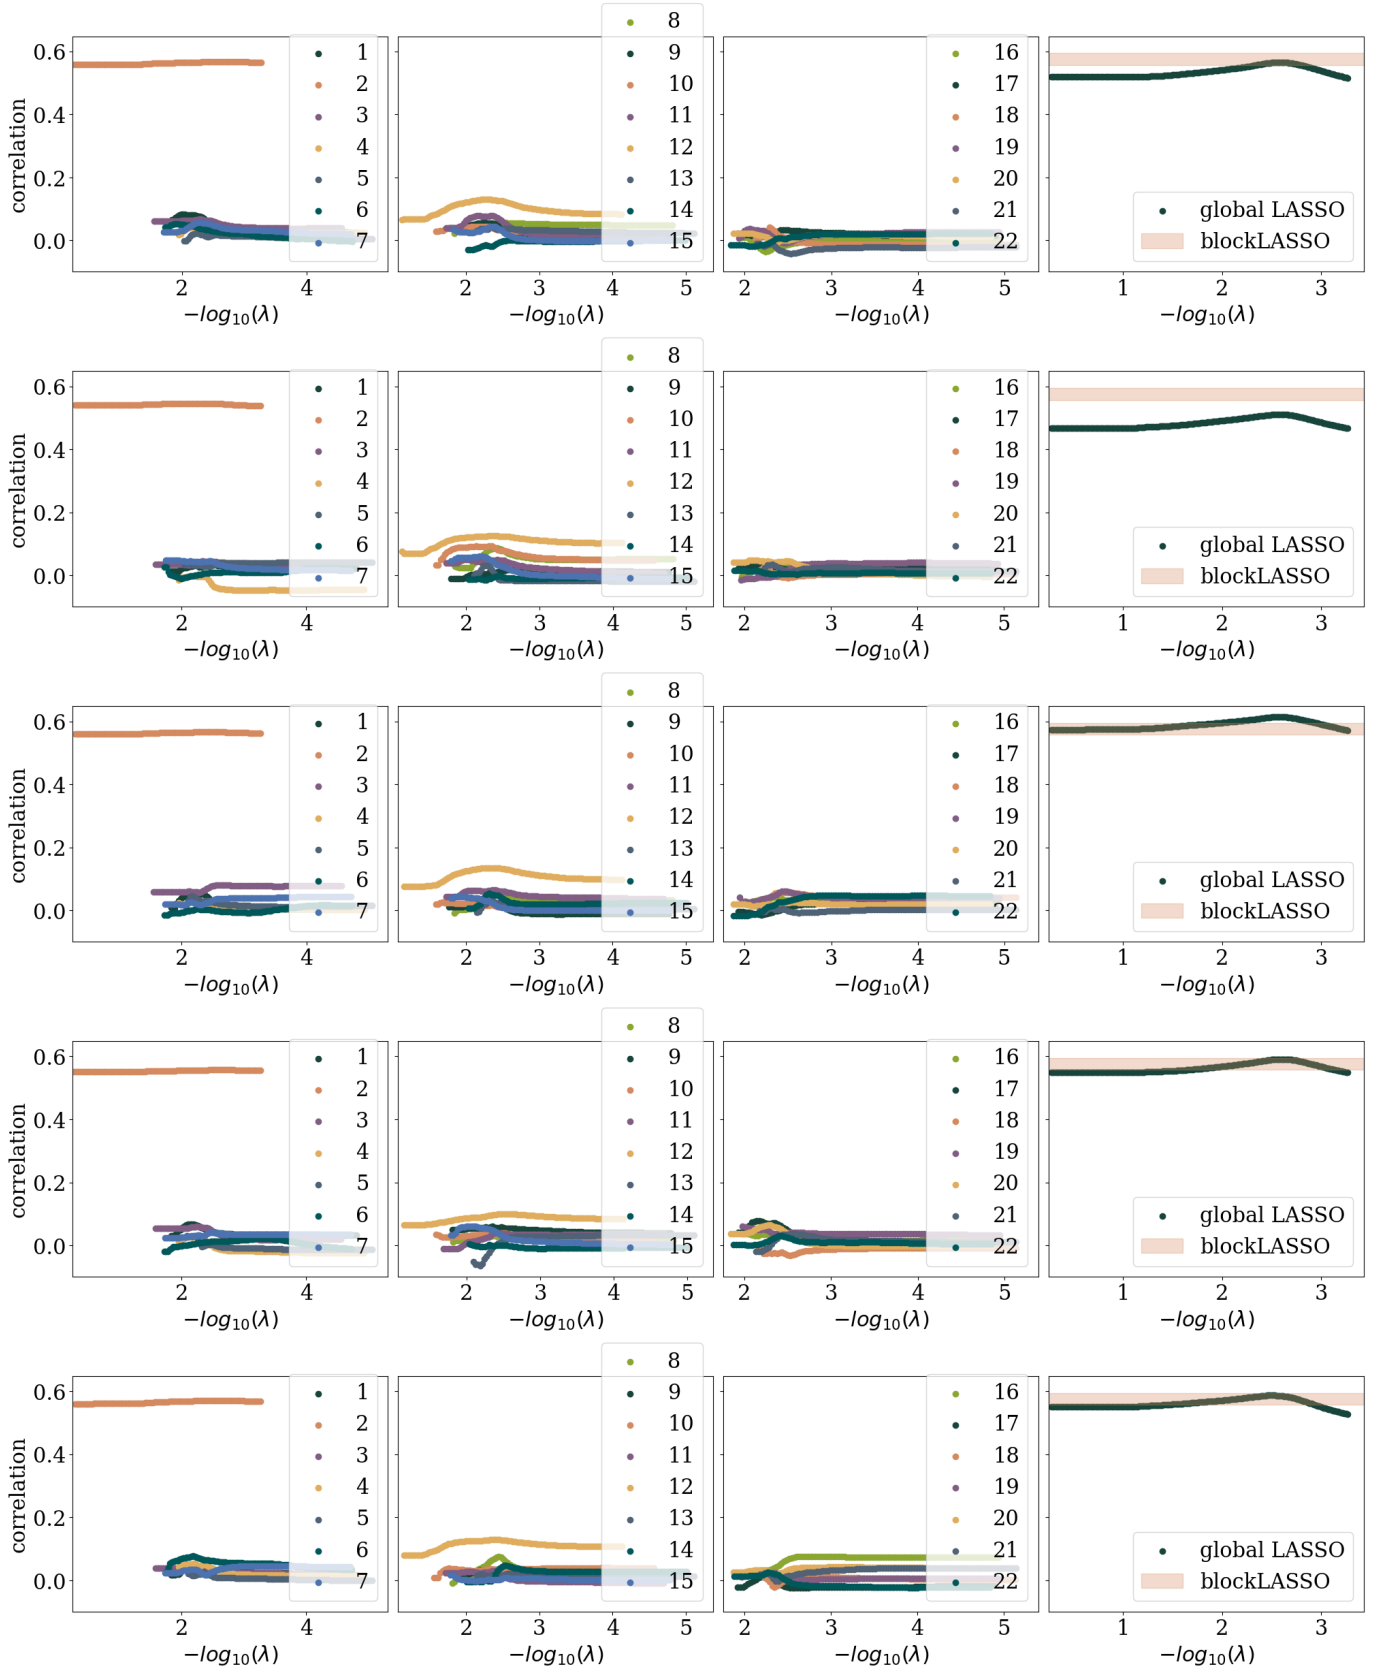 8
0.6
1
9
16
2
10
17
0.4
3
11
18
4
12
19
correlation
0.2
5
13
20
6
14
21
global LASSO
0.0
7
15
22
blockLASSO
2 4
2 3 4 5
2 3 4 5
1 2 3
−log10(λ)
−log10(λ)
−log10(λ)
−log10(λ)
8
0.6
1
9
16
2
10
17
0.4
3
11
18
4
12
19
correlation
0.2
5
13
20
6
14
21
global LASSO
0.0
7
15
22
blockLASSO
2 4
2 3 4 5
2 3 4 5
1 2 3
−log10(λ)
−log10(λ)
−log10(λ)
−log10(λ)
8
0.6
1
9
16
2
10
17
0.4
3
11
18
4
12
19
correlation
0.2
5
13
20
6
14
21
global LASSO
0.0
7
15
22
blockLASSO
2 4
2 3 4 5
2 3 4 5
1 2 3
−log10(λ)
−log10(λ)
−log10(λ)
−log10(λ)
8
0.6
1
9
16
2
10
17
0.4
3
11
18
4
12
19
correlation
0.2
5
13
20
6
14
21
global LASSO
0.0
7
15
22
blockLASSO
2 4
2 3 4 5
2 3 4 5
1 2 3
−log10(λ)
−log10(λ)
−log10(λ)
−log10(λ)
8
0.6
1
9
16
2
10
17
0.4
3
11
18
4
12
19
correlation
0.2
5
13
20
6
14
21
global LASSO
0.0
7
15
22
blockLASSO
2 4
2 3 4 5
2 3 4 5
1 2 3
−log10(λ)
−log10(λ)
−log10(λ)
−log10(λ)